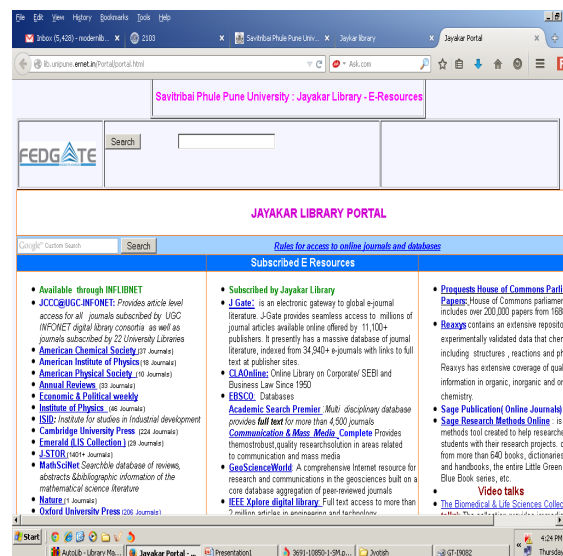 File Edit View History Bookmarks Tools Help
Inbox (5,428) - modernlib... × 2103 × Savitribai Phule Pune Univ... × Jaykar library × Jayakar Portal ×
lib.unipune.ernet.in/Portal/portal.html Ask.com
Savitribai Phule Pune University : Jayakar Library - E-Resources
FEDGATE
Search
JAYAKAR LIBRARY PORTAL
Google™ Custom Search Search Rules for access to online journals and databases
Subscribed E Resources
Available through INFLIBNET
JCCC@UGC-INFONET: Provides article level
access for all journals subscribed by UGC
INFONET digital library consortia as well as
journals subscribed by 22 University Libraries
American Chemical Society (37 Journals)
American Institute of Physics (18 Journals)
American Physical Society (10 Journals)
Annual Reviews (33 Journals)
Economic & Political weekly
Institute of Physics (46 Journals)
ISID: Institute for studies in Industrial development
Cambridge University Press (224 Journals)
Emerald (LIS Collection ) (29 Journals)
J-STOR (1401+ Journals)
MathSciNet Searchble database of reviews,
abstracts &bibliographic information of the
mathematical science literature
Nature (1 Journals)
Oxford University Press (206 Journals)
Subscribed by Jayakar Library
J Gate: is an electronic gateway to global e-journal
literature. J-Gate provides seamless access to millions of
journal articles available online offered by 11,100+
publishers. It presently has a massive database of journal
literature, indexed from 34,940+ e-journals with links to full
text at publisher sites.
CLAOnline: Online Library on Corporate/ SEBI and
Business Law Since 1950
EBSCO: Databases
Academic Search Premier :Multi disciplinary database
provides full text for more than 4,500 journals
Communication & Mass Media Complete Provides
themostrobust,quality researchsolution in areas related
to communication and mass media
GeoScienceWorld: A comprehensive Internet resource for
research and communications in the geosciences built on a
core database aggregation of peer-reviewed journals
IEEE Xplore digital library: Full text access to more than
2 million articles in engineering and technology
Proquests House of Commons Parli
Papers: House of Commons parliamer
includes over 200,000 papers from 168
Reaxys contains an extensive reposito
experimentally validated data that cher
including structures , reactions and ph
Reaxys has extensive coverage of qual
information in organic, inorganic and or
chemistry.
Sage Publication( Online Journals)
Sage Research Methods Online : is
methods tool created to help researche
students with their research projects.
from more than 640 books, dictionaries
and handbooks, the entire Little Green
Blue Book series, etc.
Video talks
The Biomedical & Life Sciences Collec
Start 4:24 PM
AutoLib - Library Ma... Jayakar Portal - ... Presentation1 3691-10850-1-SM.p... Jyotish GT-I9082 Thursday